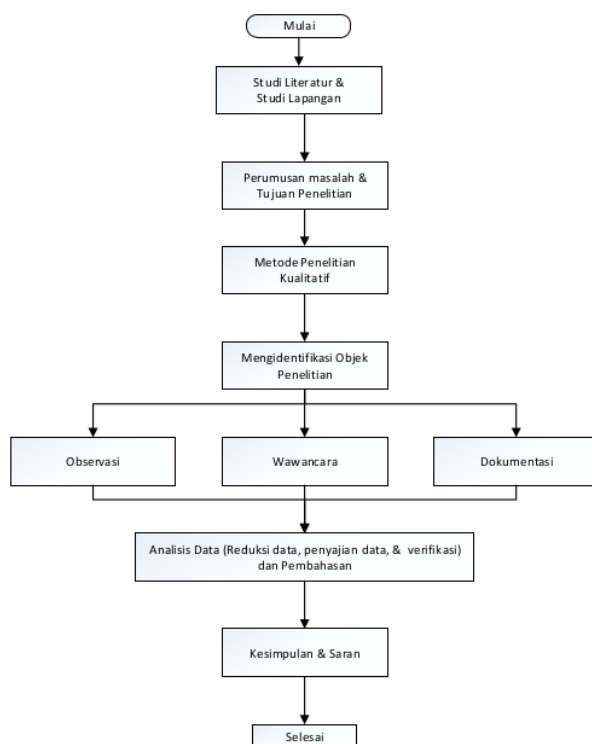 Mulai
Studi Literatur &
Studi Lapangan
Perumusan masalah &
Tujuan Penelitian
Metode Penelitian
Kualitatif
Mengidentifikasi Objek
Penelitian
Observasi
Wawancara
Dokumentasi
Analisis Data (Reduksi data, penyajian data, & verifikasi)
dan Pembahasan
Kesimpulan & Saran
Selesai